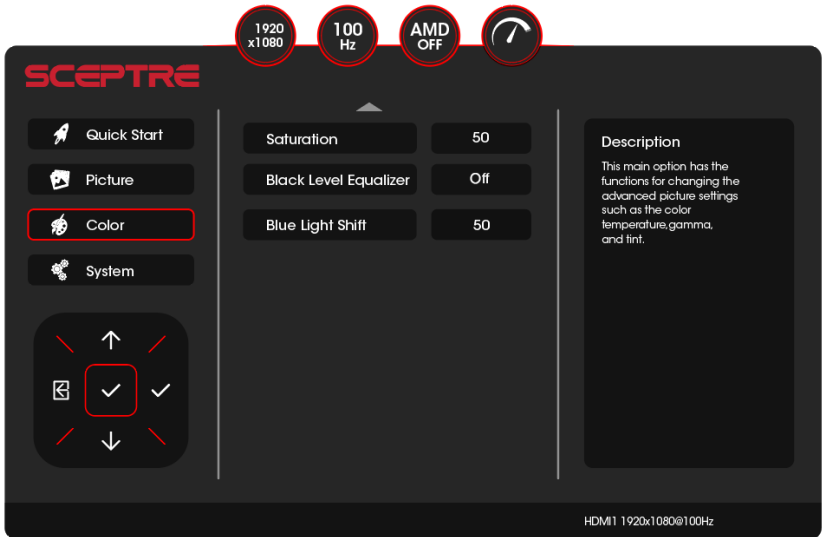 1920
x1080
100
Hz
AMD
OFF
SCEPTRE
Quick Start
Picture
Color
System
Saturation
50
Black Level Equalizer
Off
Blue Light Shift
50
Description
This main option has the
functions for changing the
advanced picture settings
such as the color
temperature,gamma,
and tint.
HDMI1 1920x1080@100Hz